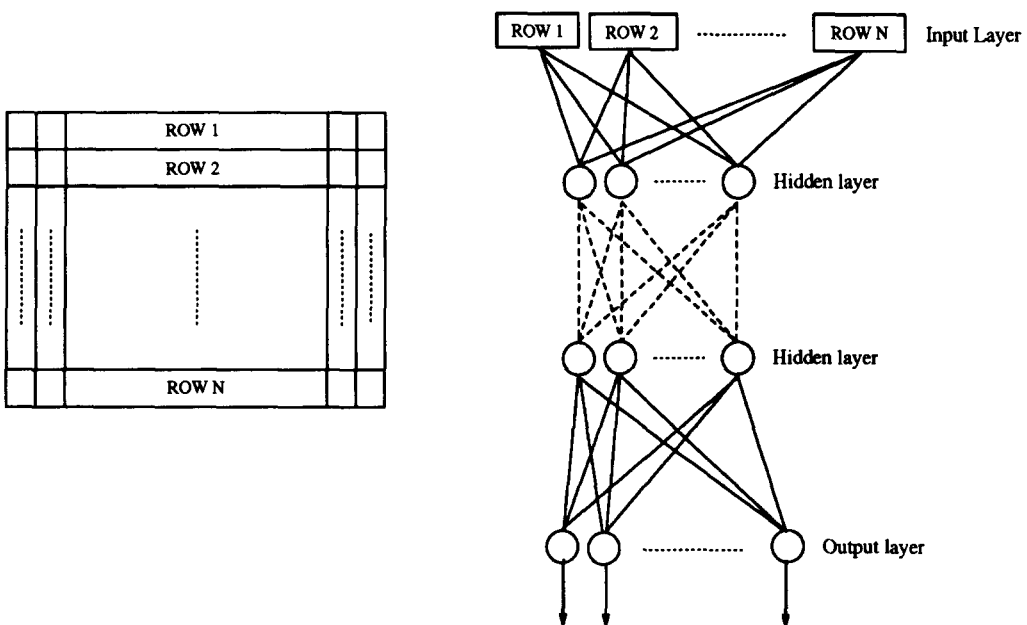 ROW 1
ROW 2
ROW N
ROW 1 ROW 2 ROW N Input Layer
Hidden layer
Hidden layer
Output layer